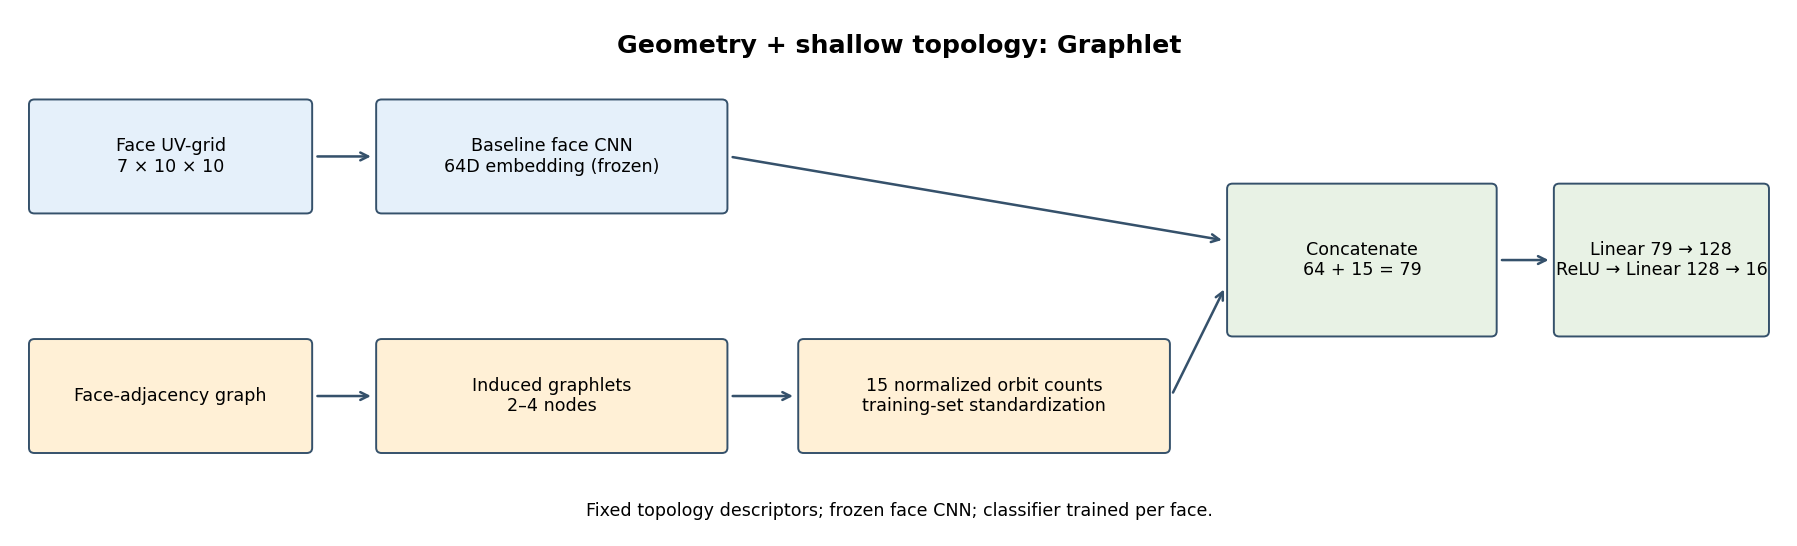 Geometry + shallow topology: Graphlet
Face UV-grid
7 × 10 × 10
Baseline face CNN
64D embedding (frozen)
Concatenate
64 + 15 = 79
Linear 79 → 128
ReLU → Linear 128 → 16
Face-adjacency graph
Induced graphlets
2–4 nodes
15 normalized orbit counts
training-set standardization
Fixed topology descriptors; frozen face CNN; classifier trained per face.